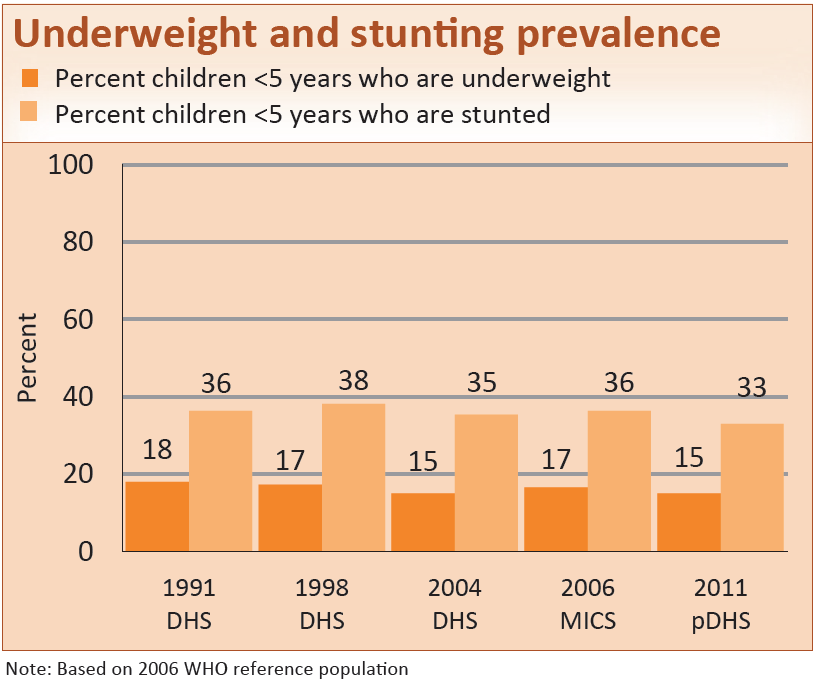 Underweight and stunting prevalence
Percent children <5 years who are underweight
Percent children <5 years who are stunted
Percent
100
80
60
40
20
0
18
36
17
38
15
35
17
36
15
33
1991 1998 2004 2006 2011
DHS DHS DHS MICS pDHS
Note: Based on 2006 WHO reference population